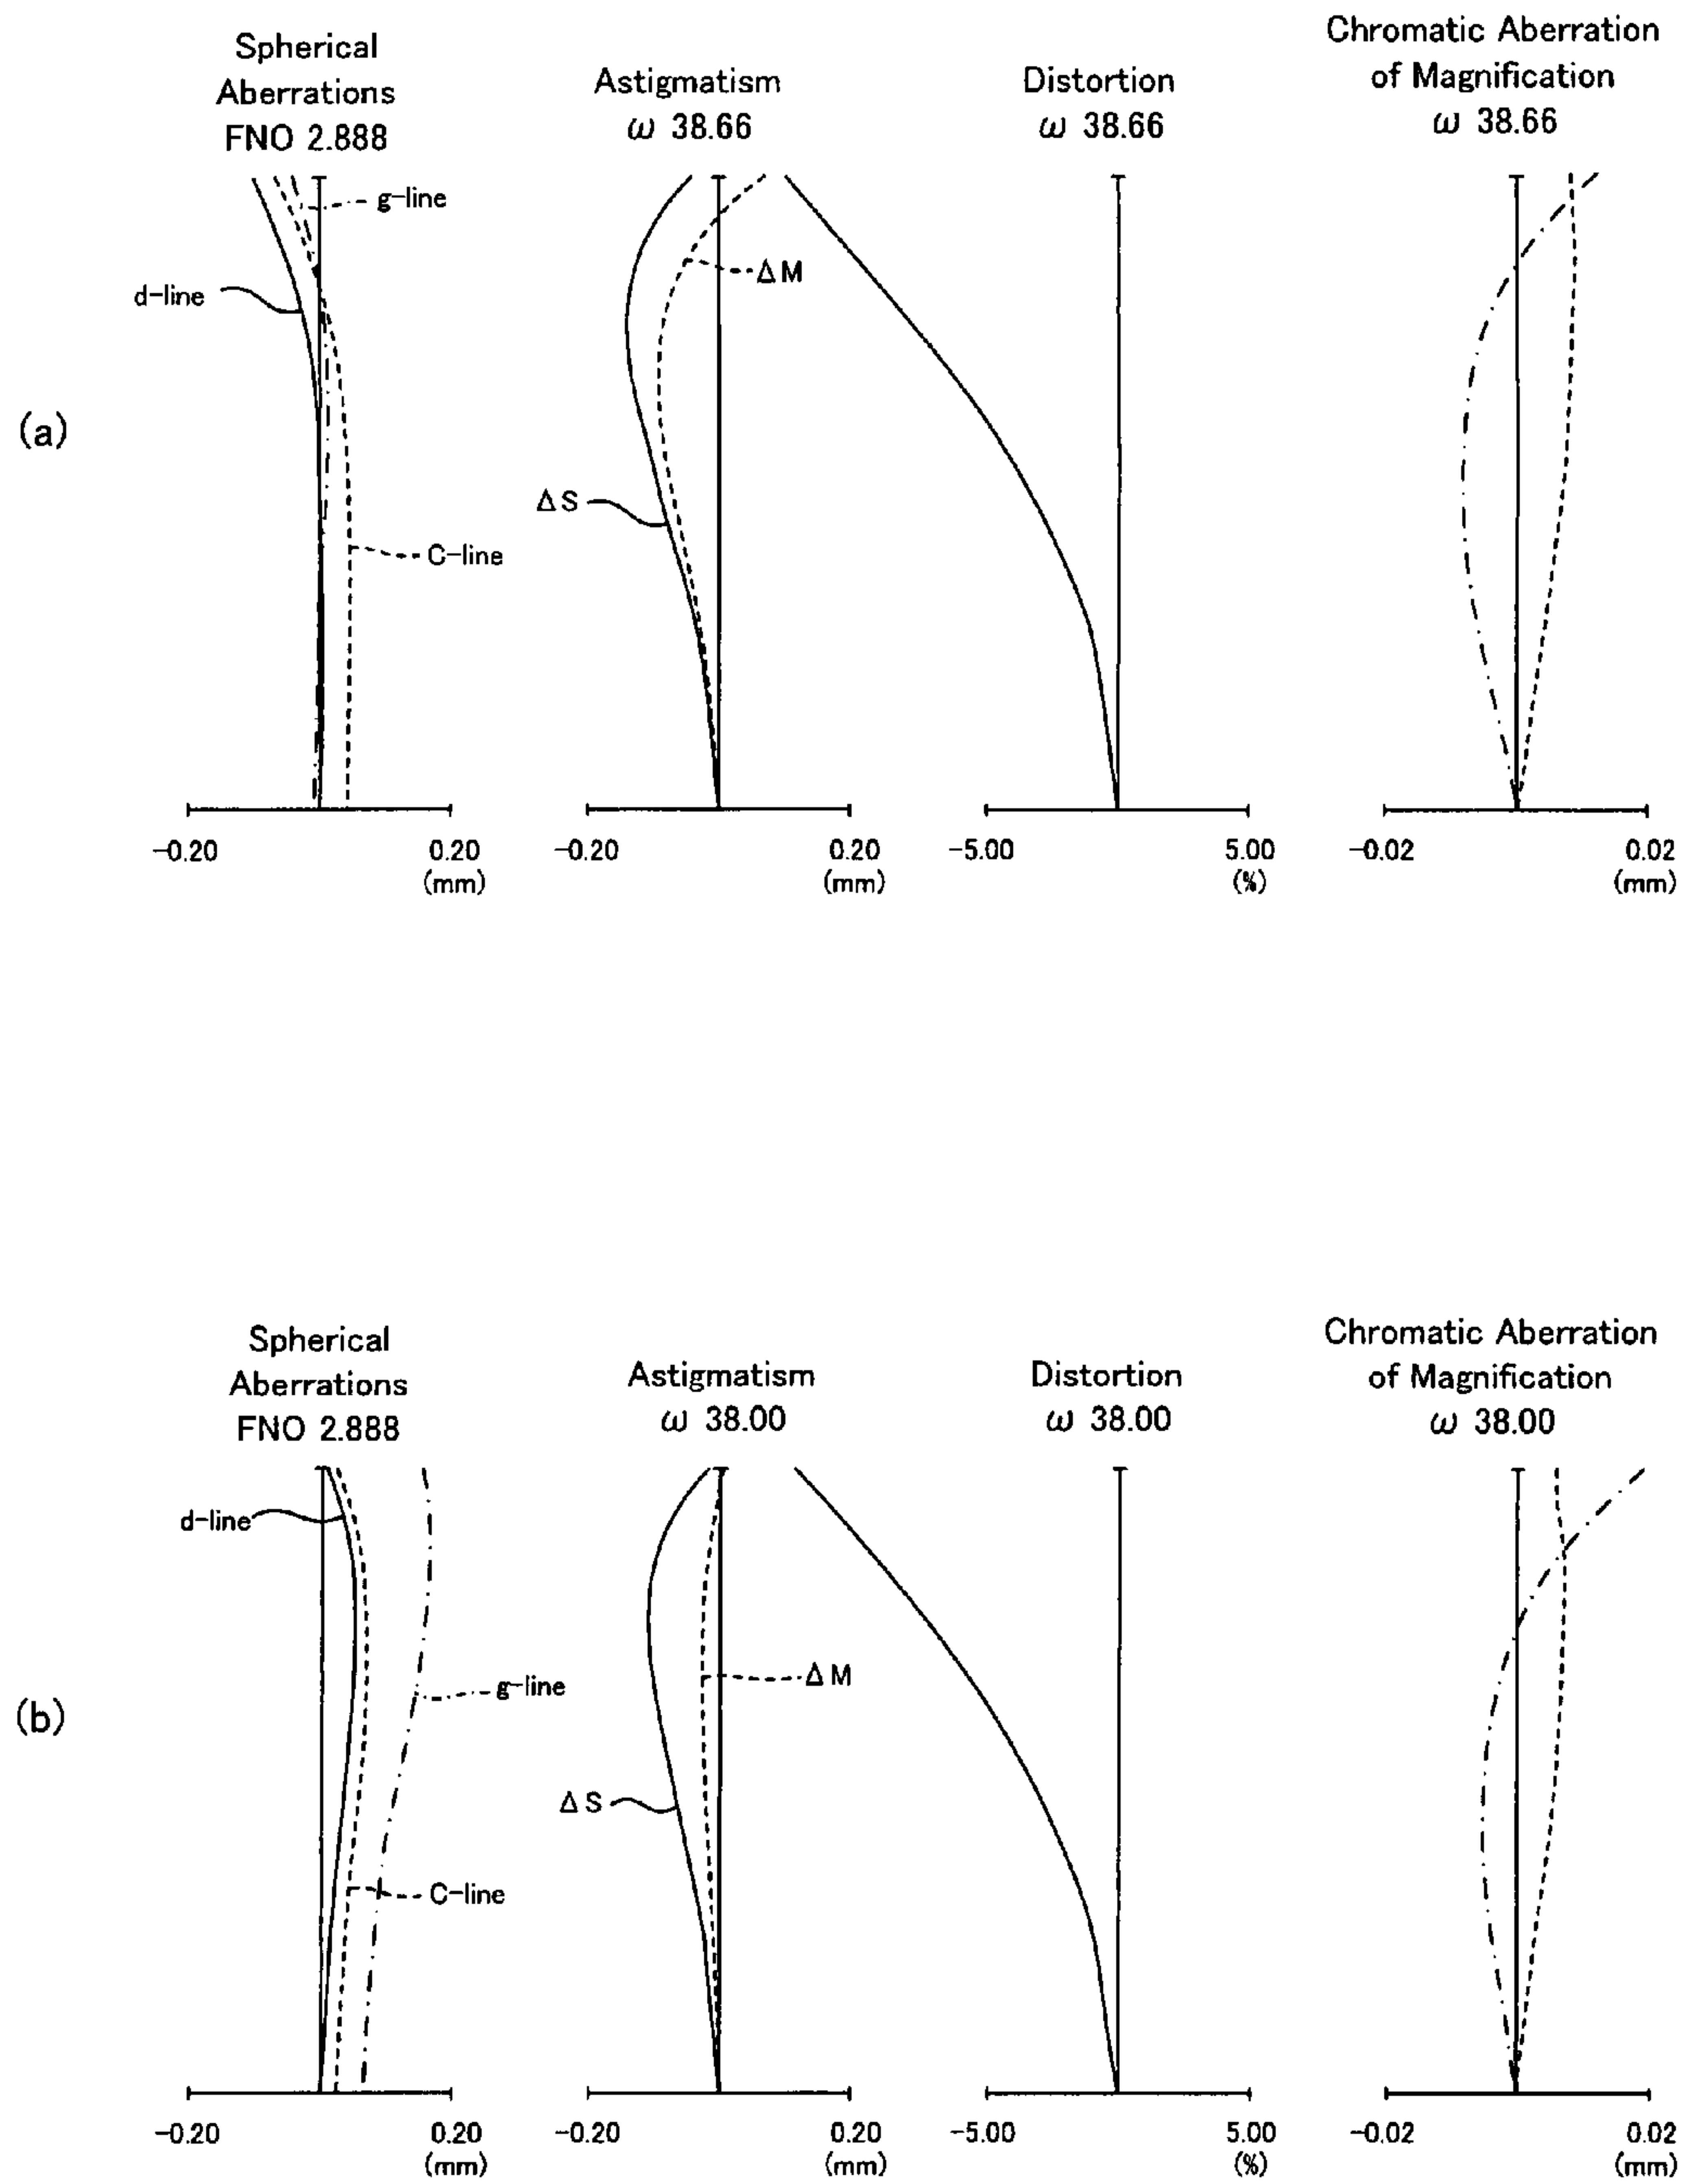 Spherical
Aberrations
FNO 2.888
Astigmatism
ω 38.66
Distortion
ω 38.66
Chromatic Aberration
of Magnification
ω 38.66
g-line
d-line
ΔM
(a)
ΔS
C-line
-0.20
0.20
(mm)
-0.20
0.20
(mm)
-5.00
5.00
(%)
-0.02
0.02
(mm)
Spherical
Aberrations
FNO 2.888
Astigmatism
ω 38.00
Distortion
ω 38.00
Chromatic Aberration
of Magnification
ω 38.00
d-line
g-line
ΔM
(b)
ΔS
C-line
-0.20
0.20
(mm)
-0.20
0.20
(mm)
-5.00
5.00
(%)
-0.02
0.02
(mm)